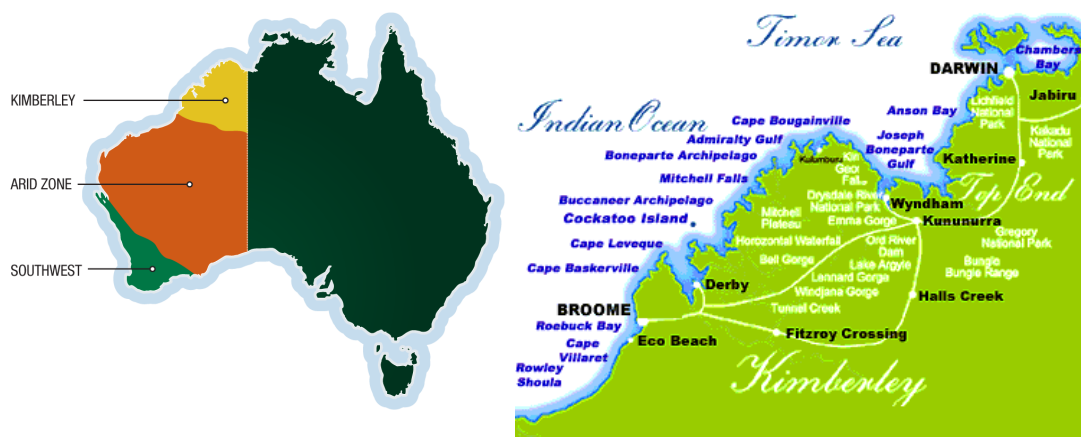 KIMBERLEY
ARID ZONE
SOUTHWEST
Timor Sea
Chambers
Bay
DARWIN
Jabiru
Indian Ocean
Anson Bay
Lichfield
National
Park
Cape Bougainville
Kakadu
National
Park
Admiralty Gulf
Joseph
Boneparte
Gulf
Boneparte Archipelago
Kalumburu
Katherine
Mitchell Falls
Top End
Buccaneer Archipelago
Drysdale River
National Park
Wyndham
Cockatoo Island
Mitchell
Plateau
Emma Gorge
Kununurra
Gregory
National Park
Cape Leveque
Horozontal Waterfall
Ord River
Dam
Bell Gorge
Lake Argyle
Bungle
Bungle Range
Cape Baskerville
Lennard Gorge
Derby
Windjana Gorge
Halls Creek
BROOME
Tunnel Creek
Roebuck Bay
Fitzroy Crossing
Eco Beach
Cape
Villaret
Rowley
Shoula
Kimberley